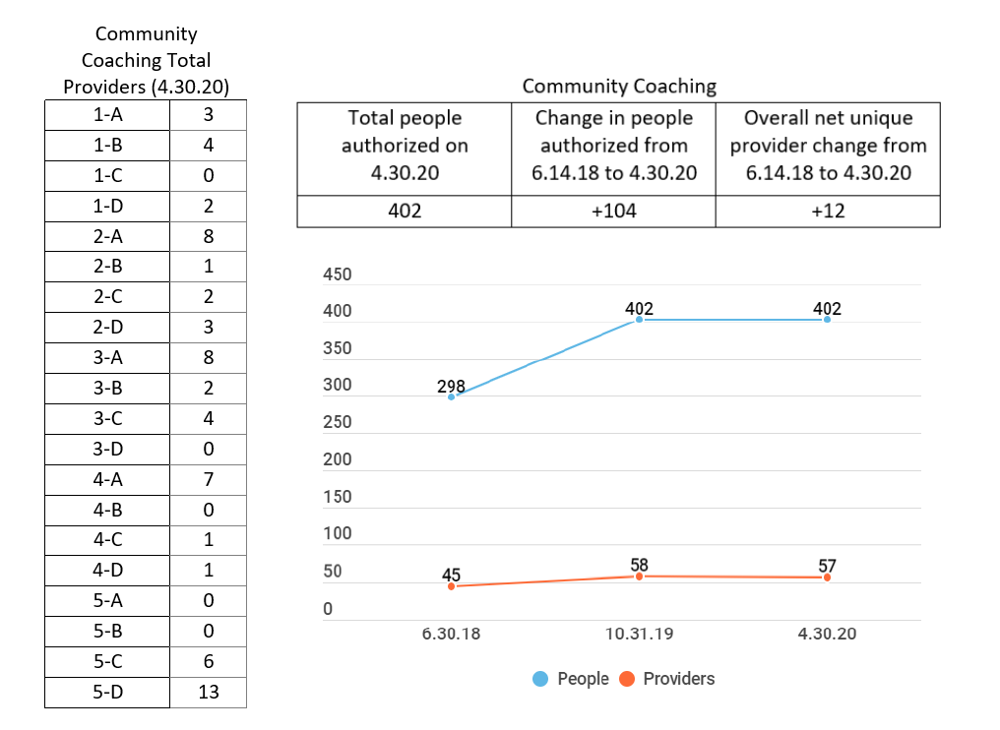 Community
Coaching Total
Providers (4.30.20)
1-A 3
1-B 4
1-C 0
1-D 2
2-A 8
2-B 1
2-C 2
2-D 3
3-A 8
3-B 2
3-C 4
3-D 0
4-A 7
4-B 0
4-C 1
4-D 1
5-A 0
5-B 0
5-C 6
5-D 13
Community Coaching
Total people authorized on 4.30.20
Change in people authorized from 6.14.18 to 4.30.20
Overall net unique provider change from 6.14.18 to 4.30.20
402 +104 +12
450
400
350
300
250
200
150
100
50
0
298 402 402
45 58 57
6.30.18 10.31.19 4.30.20
People Providers